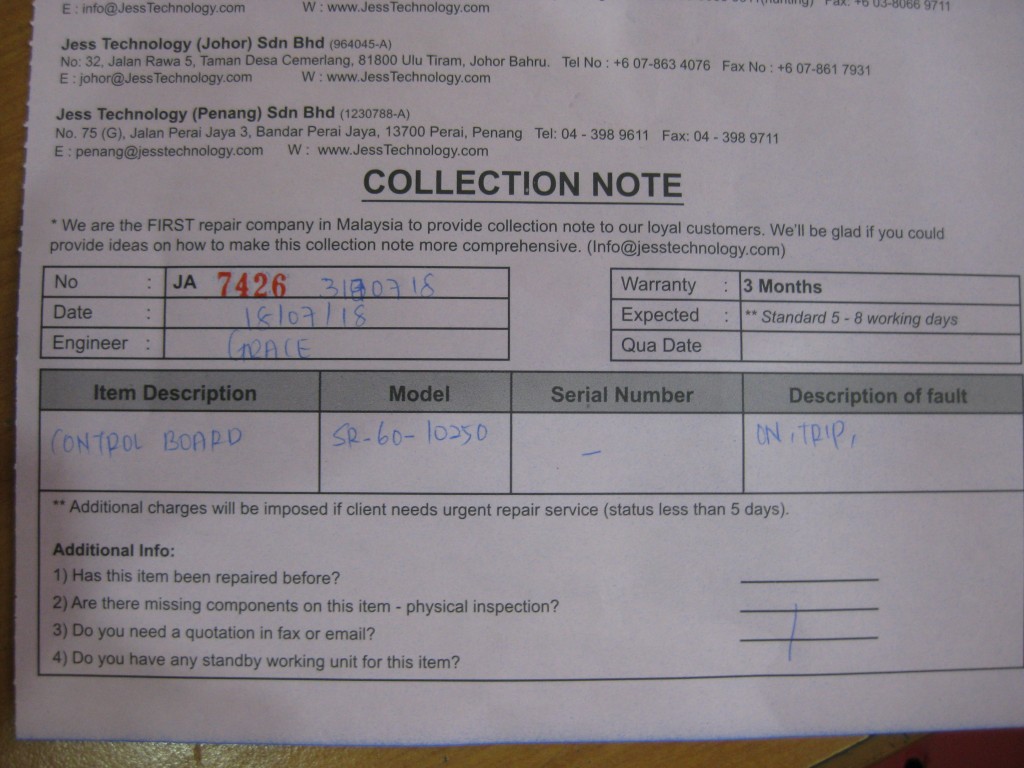 E : info@JessTechnology.com W : www.JessTechnology.com (hunting) Fax: +6 03-8066 9711
Jess Technology (Johor) Sdn Bhd (964045-A)
No: 32, Jalan Rawa 5, Taman Desa Cemerlang, 81800 Ulu Tiram, Johor Bahru. Tel No : +6 07-863 4076 Fax No : +6 07-861 7931
E : johor@JessTechnology.com W : www.JessTechnology.com
Jess Technology (Penang) Sdn Bhd (1230788-A)
No. 75 (G), Jalan Perai Jaya 3, Bandar Perai Jaya, 13700 Perai, Penang Tel: 04 - 398 9611 Fax: 04 - 398 9711
E : penang@jesstechnology.com W : www.JessTechnology.com
COLLECTION NOTE
* We are the FIRST repair company in Malaysia to provide collection note to our loyal customers. We'll be glad if you could
provide ideas on how to make this collection note more comprehensive. (Info@jesstechnology.com)
No : JA 7426
Date : 18/07/18
Engineer : GRACE
Warranty : 3 Months
Expected : ** Standard 5 - 8 working days
Qua Date
Item Description Model Serial Number Description of fault
CONTROL BOARD SR-60-10250 - ON, TRIP,
** Additional charges will be imposed if client needs urgent repair service (status less than 5 days).
Additional Info:
1) Has this item been repaired before?
2) Are there missing components on this item - physical inspection?
3) Do you need a quotation in fax or email?
4) Do you have any standby working unit for this item?